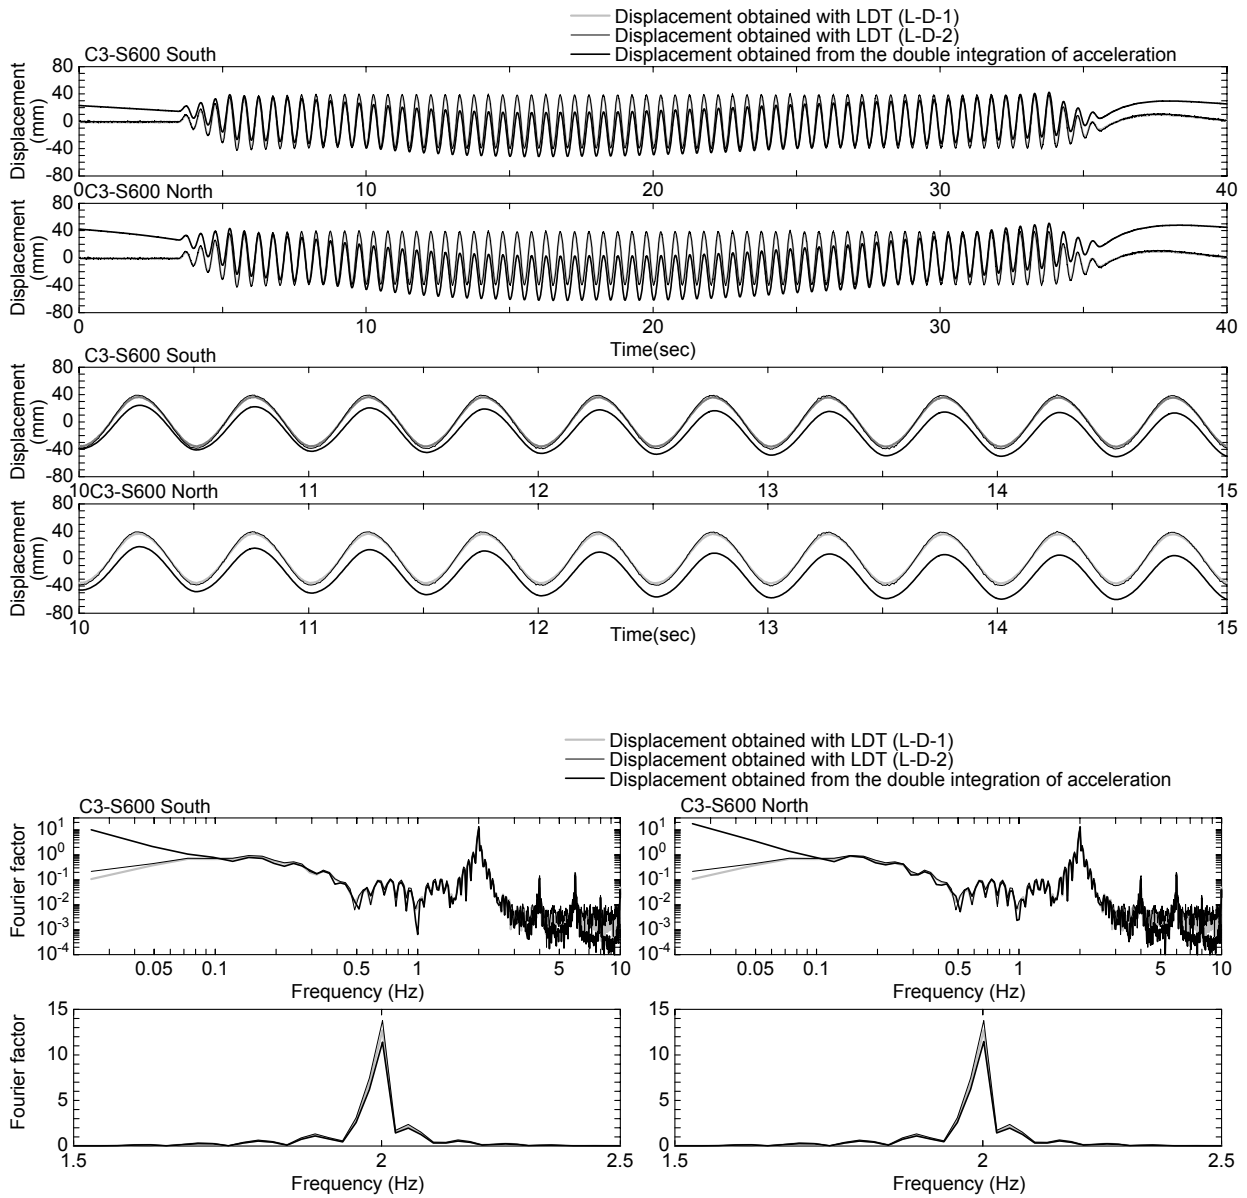 Displacement obtained with LDT (L-D-1)
Displacement obtained with LDT (L-D-2)
Displacement obtained from the double integration of acceleration
C3-S600 South
Displacement
(mm)
80
40
0
-40
-80
0 10 20 30 40
C3-S600 North
Displacement
(mm)
80
40
0
-40
-80
0 10 20 30 40
Time(sec)
C3-S600 South
Displacement
(mm)
80
40
0
-40
-80
10 11 12 13 14 15
C3-S600 North
Displacement
(mm)
80
40
0
-40
-80
10 11 12 13 14 15
Time(sec)
Displacement obtained with LDT (L-D-1)
Displacement obtained with LDT (L-D-2)
Displacement obtained from the double integration of acceleration
C3-S600 South
Fourier factor
10^1
10^0
10^-1
10^-2
10^-3
10^-4
0.05 0.1 0.5 1 5 10
Frequency (Hz)
C3-S600 North
10^1
10^0
10^-1
10^-2
10^-3
10^-4
0.05 0.1 0.5 1 5 10
Frequency (Hz)
Fourier factor
15
10
5
0
1.5 2 2.5
Frequency (Hz)
15
10
5
0
1.5 2 2.5
Frequency (Hz)